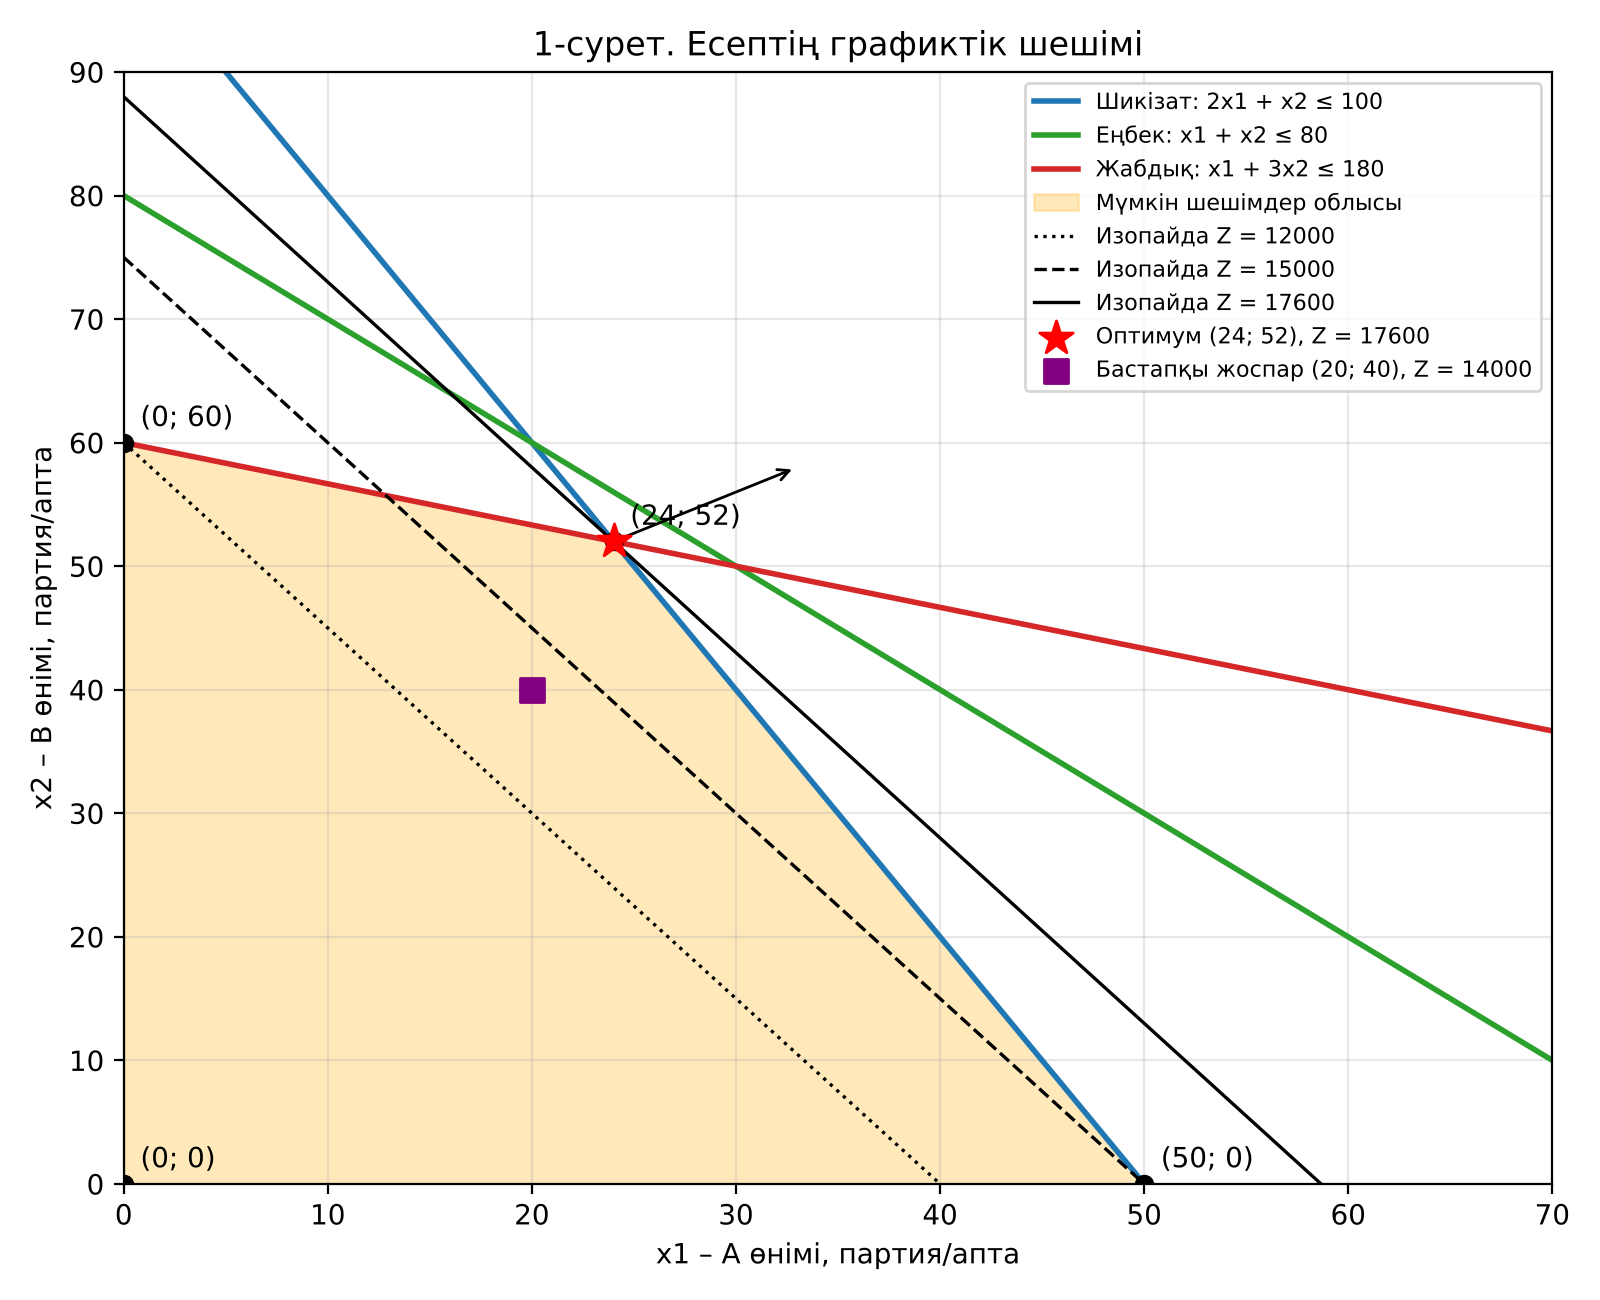 1-сурет. Есептің графиктік шешімі
Шикізат: 2x1 + x2 ≤ 100
Еңбек: x1 + x2 ≤ 80
Жабдық: x1 + 3x2 ≤ 180
Мүмкін шешімдер облысы
Изопайда Z = 12000
Изопайда Z = 15000
Изопайда Z = 17600
Оптимум (24; 52), Z = 17600
Бастапқы жоспар (20; 40), Z = 14000
90
80
70
60
50
40
30
20
10
0
x2 – B өнімі, партия/апта
(0; 60)
(24; 52)
(0; 0)
(50; 0)
0 10 20 30 40 50 60 70
x1 – A өнімі, партия/апта